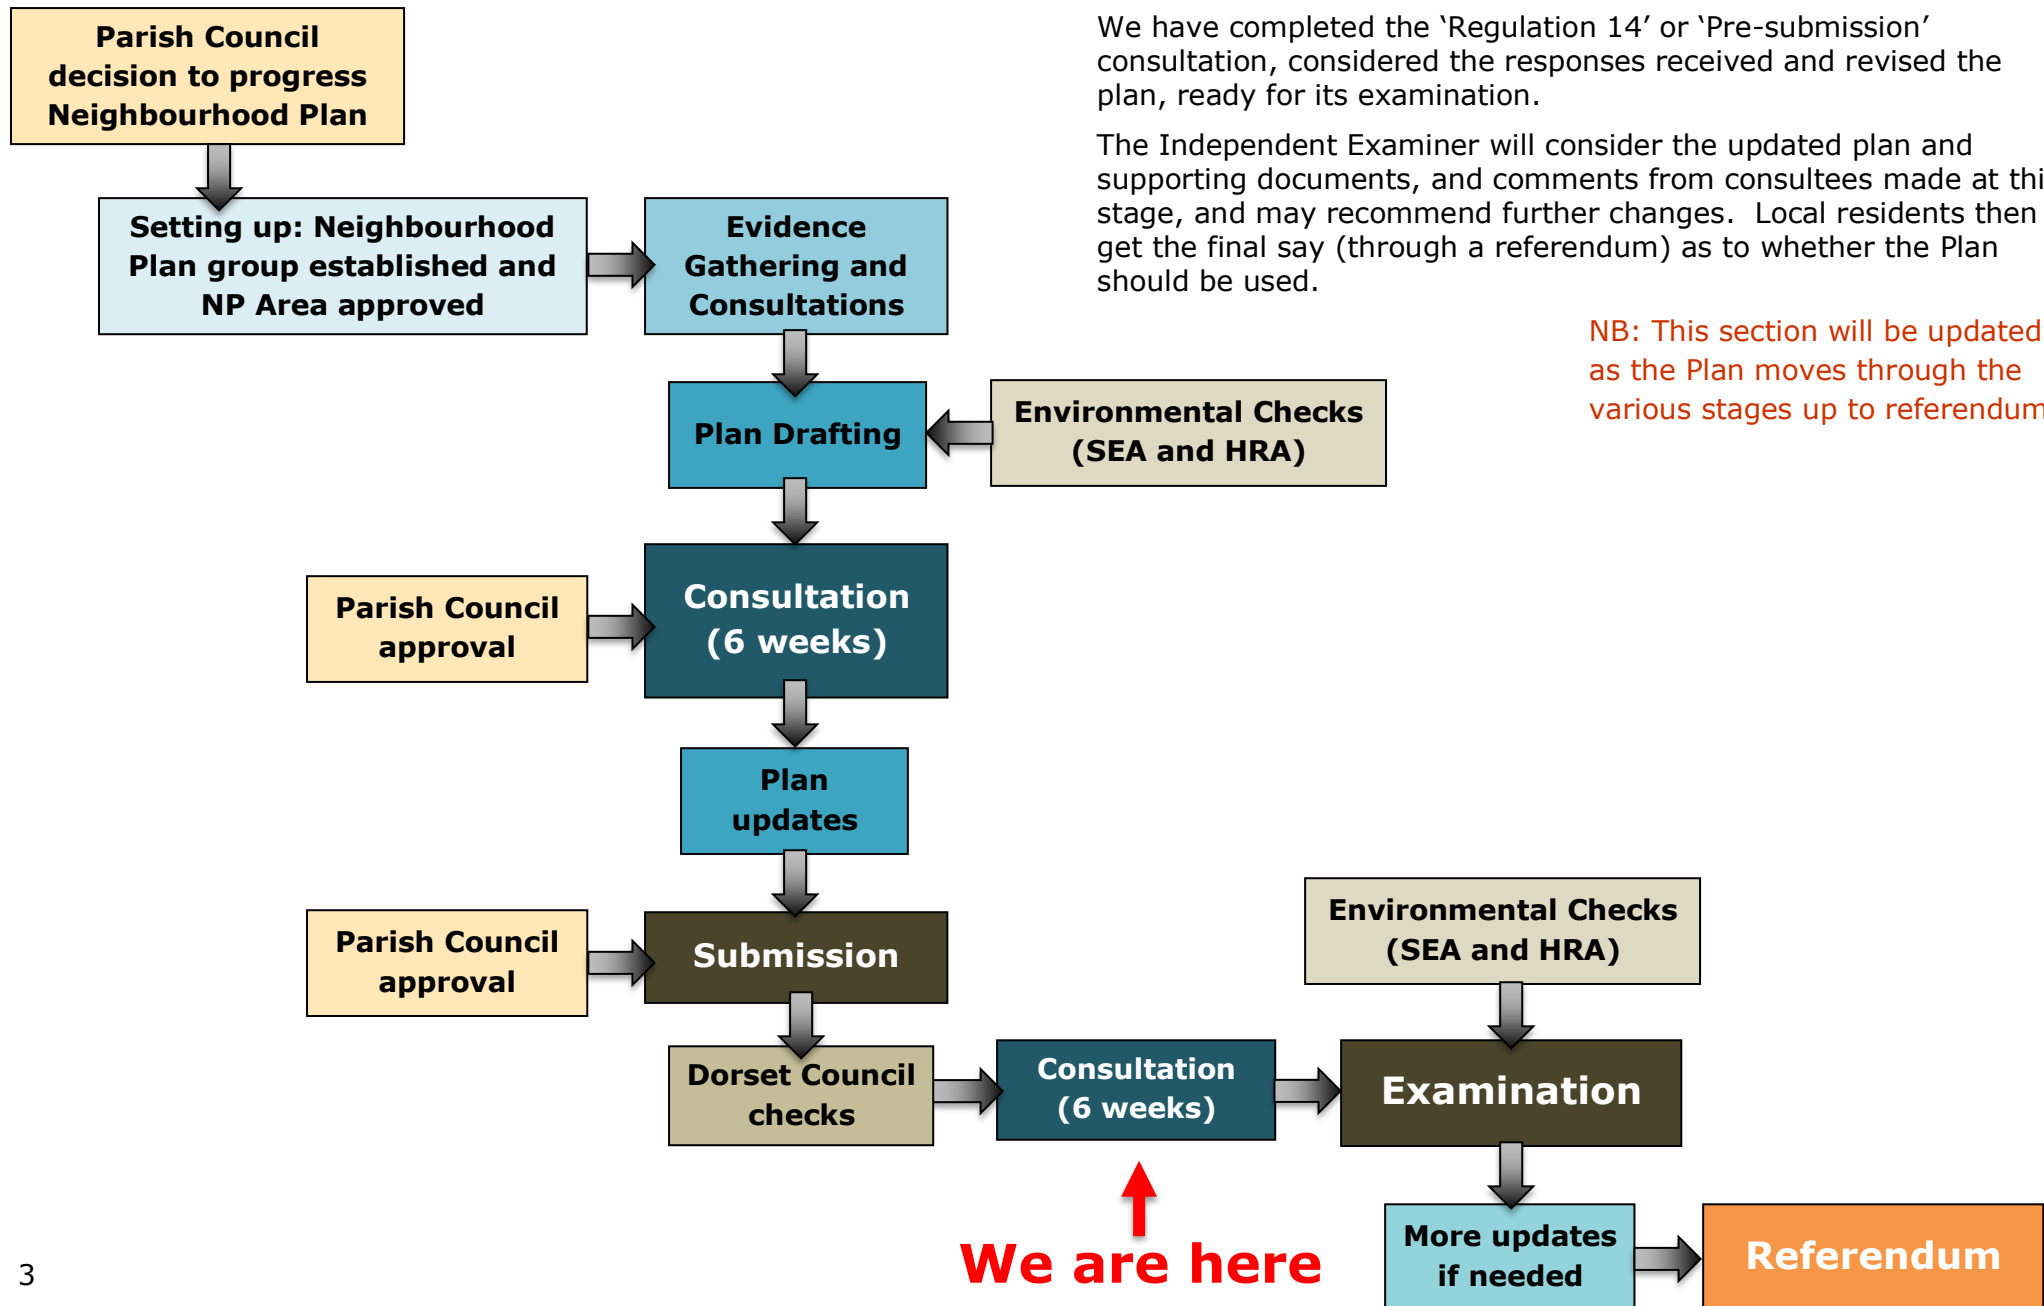 Parish Council
decision to progress
Neighbourhood Plan
We have completed the ‘Regulation 14’ or ‘Pre-submission’
consultation, considered the responses received and revised the
plan, ready for its examination.
The Independent Examiner will consider the updated plan and
supporting documents, and comments from consultees made at thi
stage, and may recommend further changes. Local residents then
get the final say (through a referendum) as to whether the Plan
should be used.
NB: This section will be updated
as the Plan moves through the
various stages up to referendum
Setting up: Neighbourhood
Plan group established and
NP Area approved
Evidence
Gathering and
Consultations
Plan Drafting
Environmental Checks
(SEA and HRA)
Parish Council
approval
Consultation
(6 weeks)
Plan
updates
Parish Council
approval
Submission
Environmental Checks
(SEA and HRA)
Dorset Council
checks
Consultation
(6 weeks)
Examination
We are here
More updates
if needed
Referendum
3